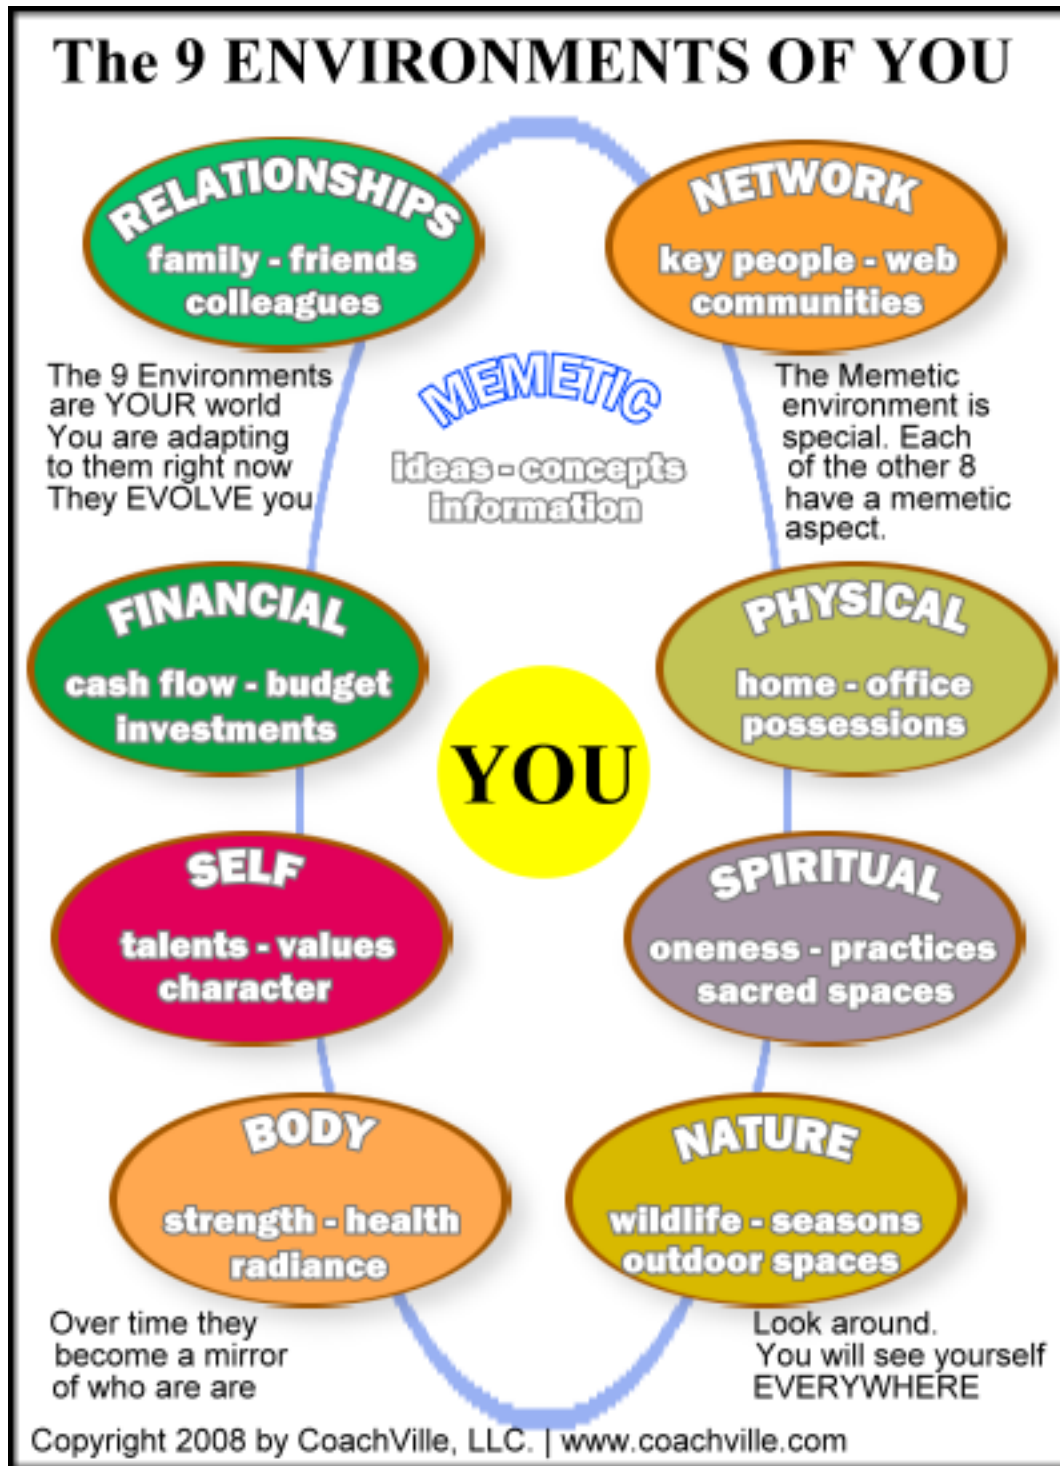 The 9 ENVIRONMENTS OF YOU
RELATIONSHIPS
family - friends
colleagues
NETWORK
key people - web
communities
The 9 Environments
are YOUR world
You are adapting
to them right now
They EVOLVE you
MEMETIC
ideas - concepts
information
The Memetic
environment is
special. Each
of the other 8
have a memetic
aspect.
FINANCIAL
cash flow - budget
investments
PHYSICAL
home - office
possessions
YOU
SELF
talents - values
character
SPIRITUAL
oneness - practices
sacred spaces
BODY
strength - health
radiance
NATURE
wildlife - seasons
outdoor spaces
Over time they
become a mirror
of who are are
Look around.
You will see yourself
EVERYWHERE
Copyright 2008 by CoachVille, LLC. | www.coachville.com